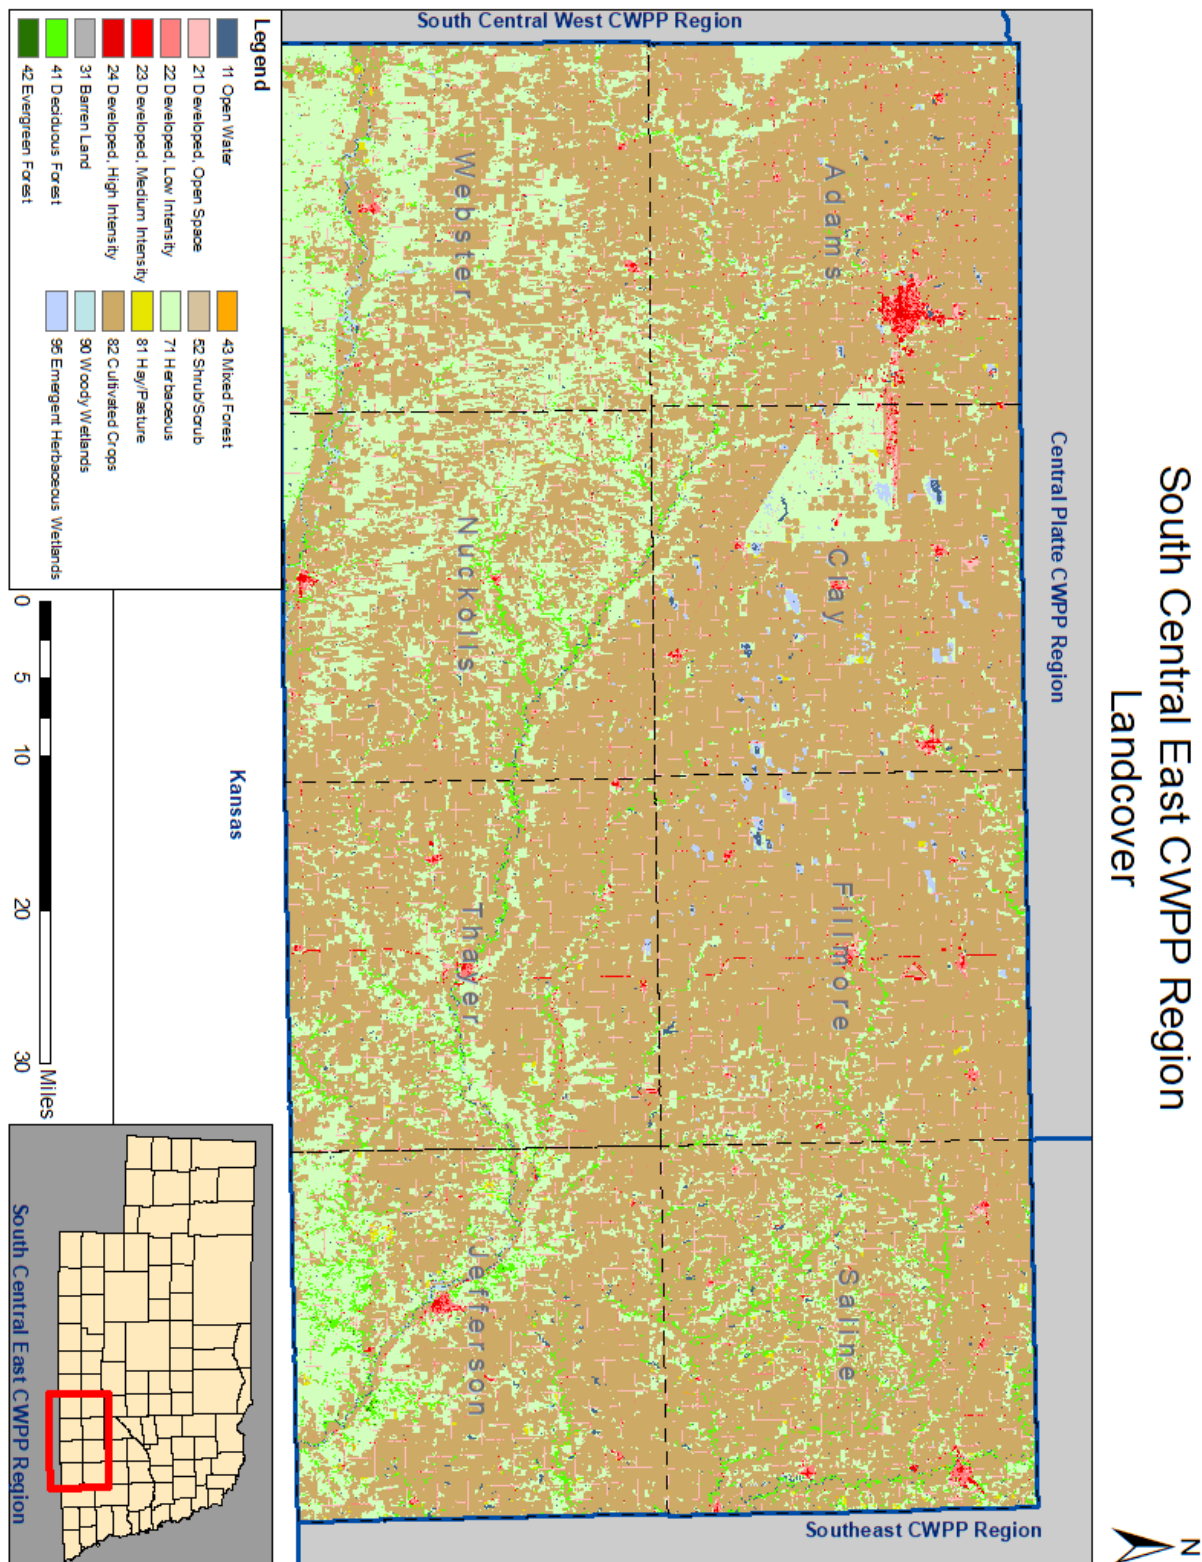 South Central East CWPP Region
Landcover
N
Central Platte CWPP Region
South Central West CWPP Region
Southeast CWPP Region
Adams
Clay
Fillmore
Saline
Webster
Nuckolls
Thayer
Jefferson
Kansas
Legend
11 Open Water
21 Developed, Open Space
22 Developed, Low Intensity
23 Developed, Medium Intensity
24 Developed, High Intensity
31 Barren Land
41 Deciduous Forest
42 Evergreen Forest
43 Mixed Forest
52 Shrub/Scrub
71 Herbaceous
81 Hay/Pasture
82 Cultivated Crops
90 Woody Wetlands
95 Emergent Herbaceous Wetlands
0 5 10 20 30
Miles
South Central East CWPP Region